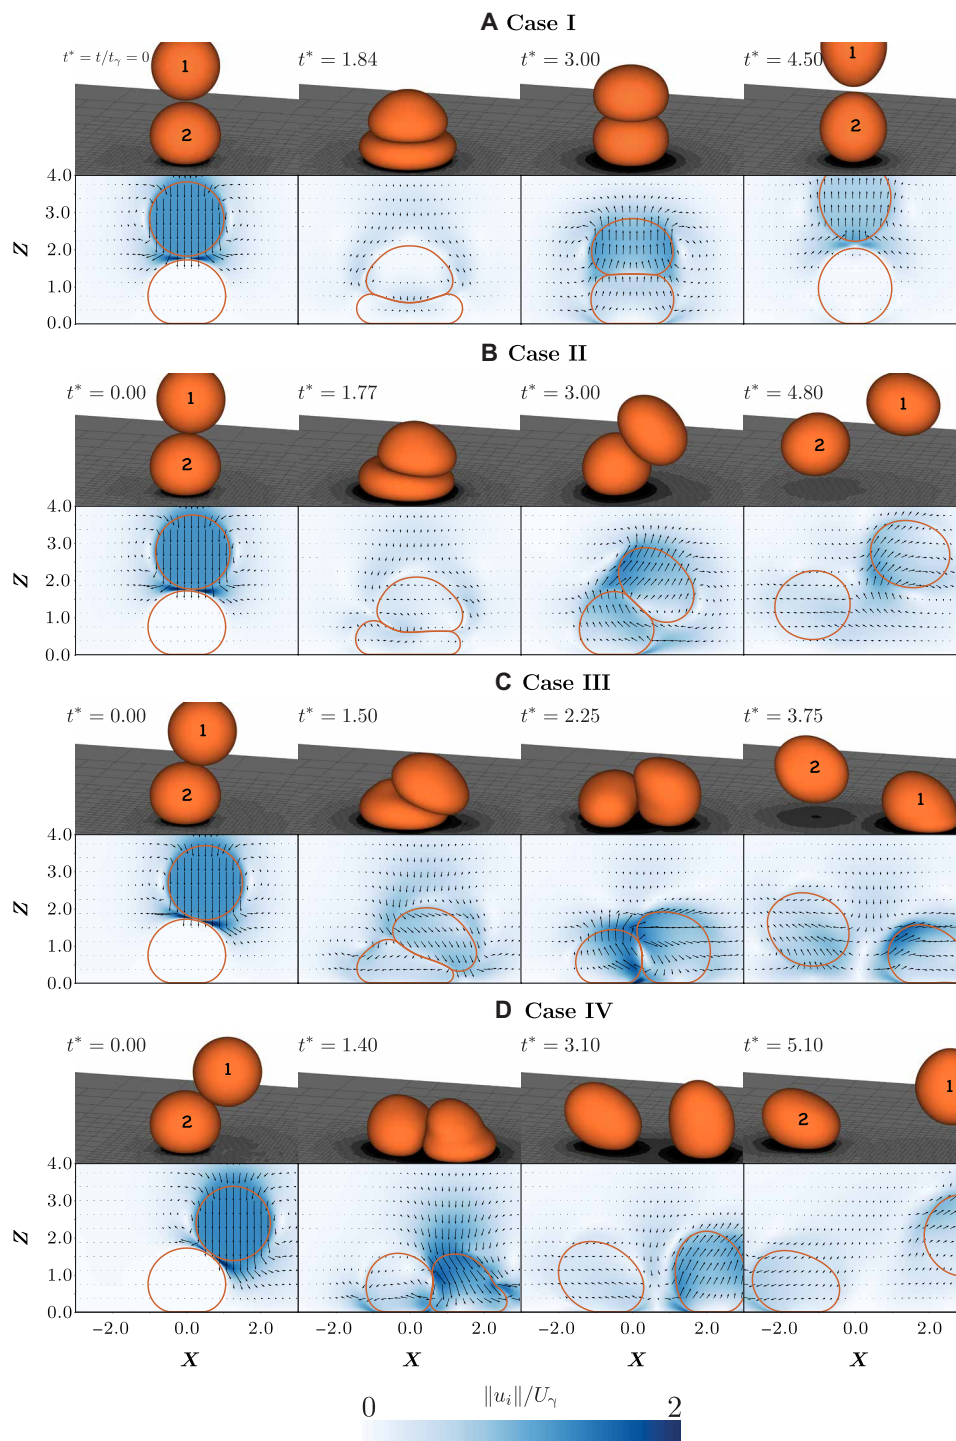 A Case I
t* = t/tγ = 0
t* = 1.84
t* = 3.00
t* = 4.50
1
2
1
2
4.0
3.0
2.0
1.0
0.0
Z
B Case II
t* = 0.00
t* = 1.77
t* = 3.00
t* = 4.80
1
2
1
2
4.0
3.0
2.0
1.0
0.0
Z
C Case III
t* = 0.00
t* = 1.50
t* = 2.25
t* = 3.75
1
2
2
1
4.0
3.0
2.0
1.0
0.0
Z
D Case IV
t* = 0.00
t* = 1.40
t* = 3.10
t* = 5.10
1
2
1
2
4.0
3.0
2.0
1.0
0.0
Z
−2.0 0.0 2.0 −2.0 0.0 2.0 −2.0 0.0 2.0 −2.0 0.0 2.0
X X X X
‖ui‖/Uγ
0 2